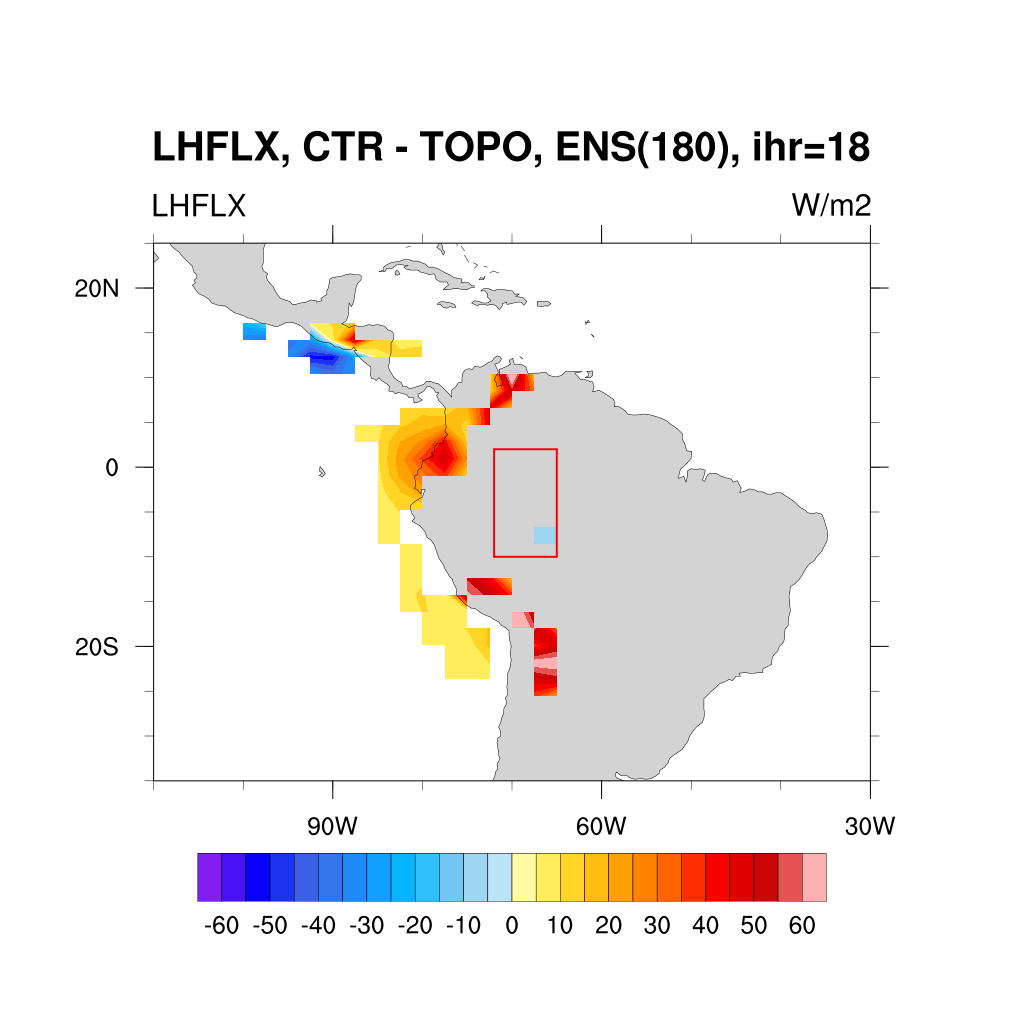 LHFLX, CTR - TOPO, ENS(180), ihr=18
LHFLX W/m2
20N
0
20S
90W 60W 30W
-60 -50 -40 -30 -20 -10 0 10 20 30 40 50 60